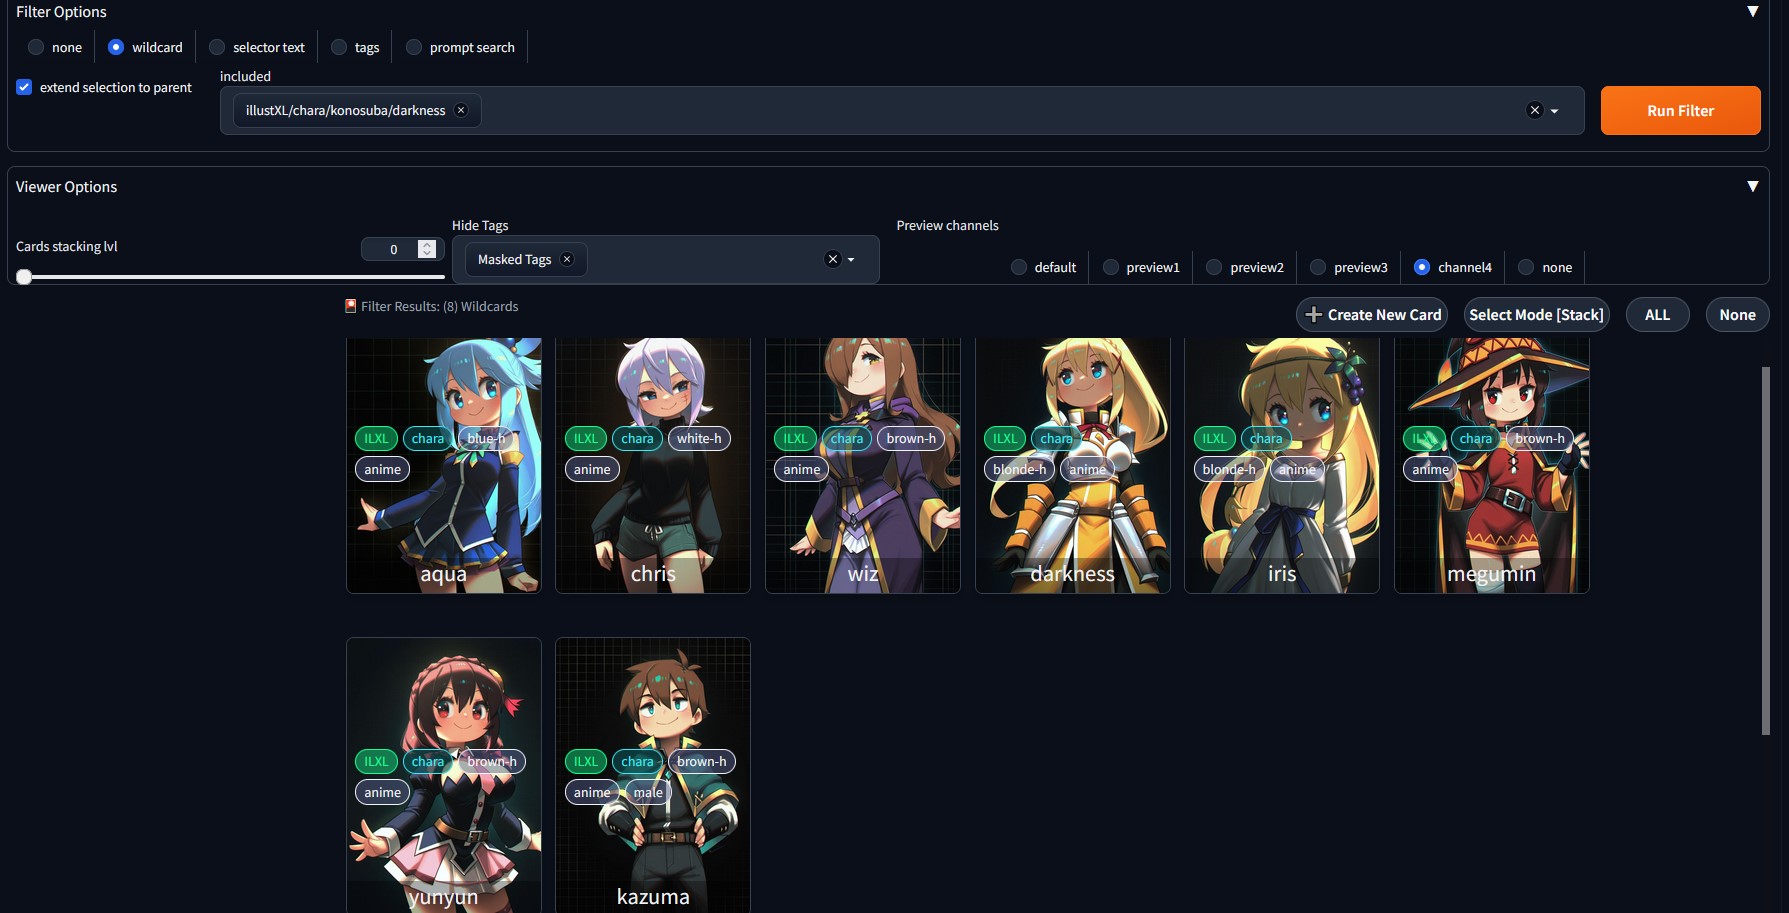 Filter Options ▼
none wildcard selector text tags prompt search
included
extend selection to parent
illustXL/chara/konosuba/darkness
Run Filter
Viewer Options ▼
Hide Tags Preview channels
Cards stacking lvl 0
Masked Tags
default preview1 preview2 preview3 channel4 none
Filter Results: (8) Wildcards
Create New Card Select Mode [Stack] ALL None
ILXL chara blue-h
anime
aqua
ILXL chara white-h
anime
chris
ILXL chara brown-h
anime
wiz
ILXL chara
blonde-h anime
darkness
ILXL chara
blonde-h anime
iris
ILXL chara brown-h
anime
megumin
ILXL chara brown-h
anime
yunyun
ILXL chara brown-h
anime male
kazuma